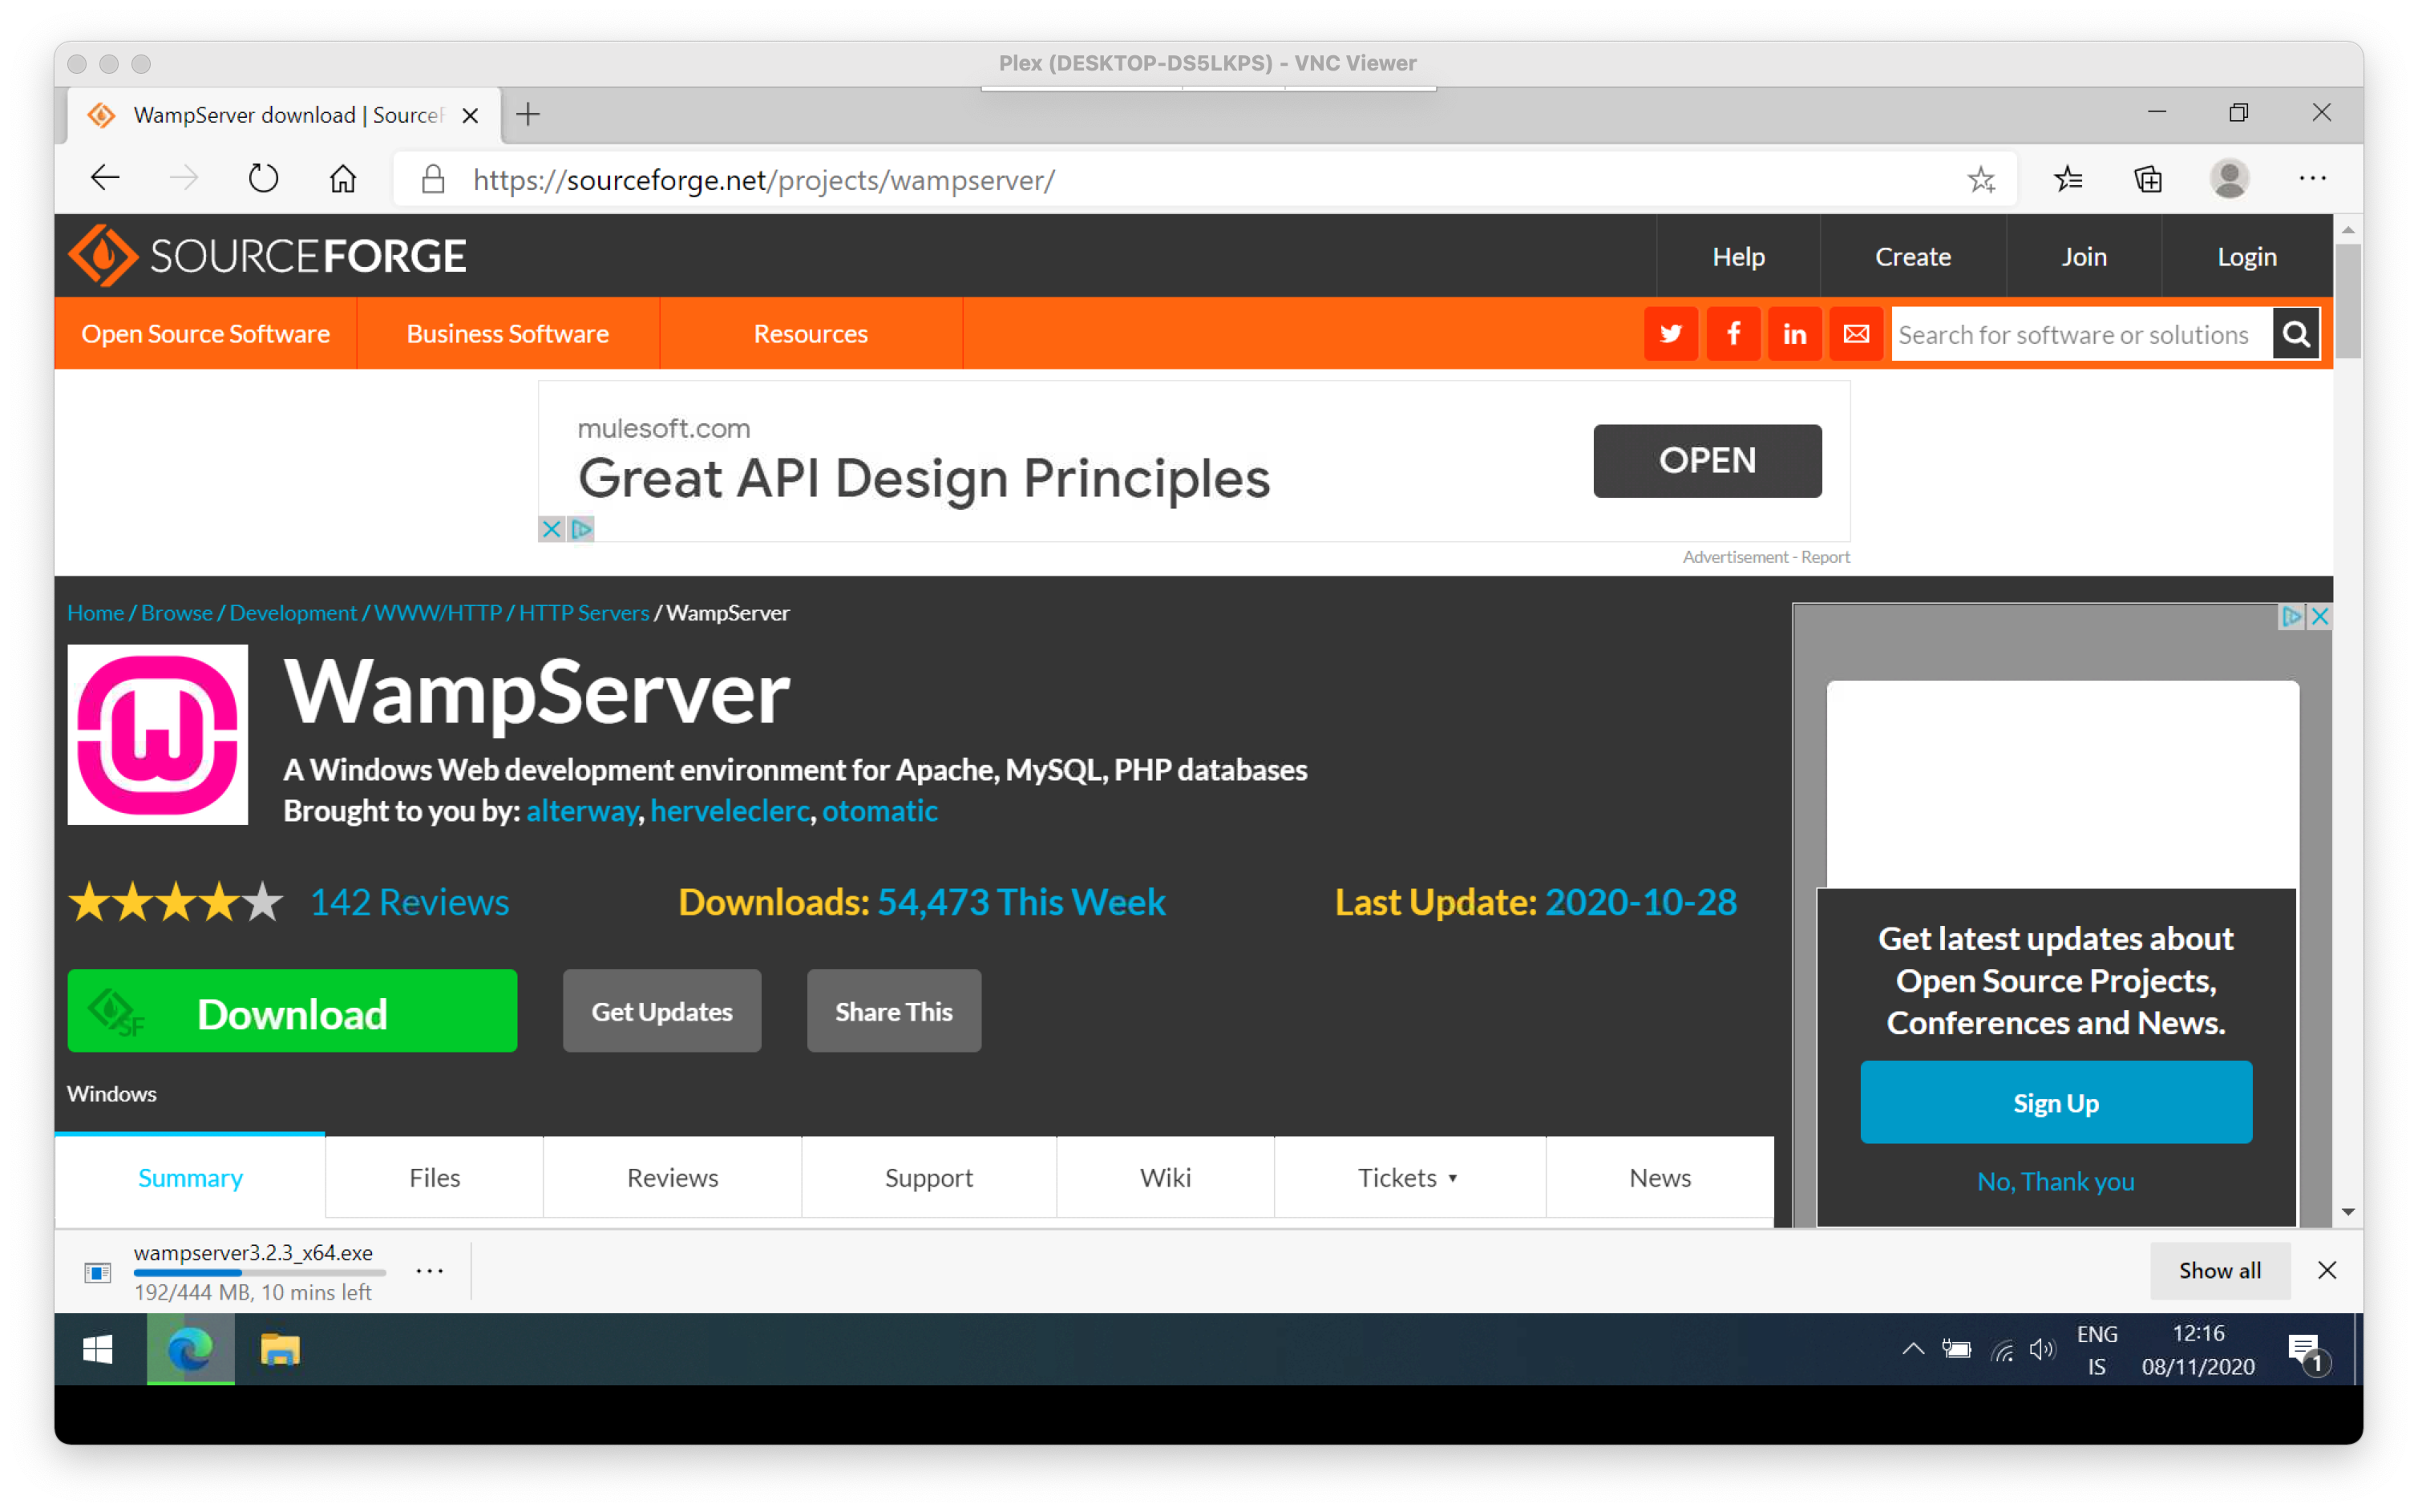 Plex (DESKTOP-DS5LKPS) - VNC Viewer
WampServer download | Source
https://sourceforge.net/projects/wampserver/
SOURCEFORGE
Help
Create
Join
Login
Open Source Software
Business Software
Resources
Search for software or solutions
mulesoft.com
Great API Design Principles
OPEN
Advertisement - Report
Home / Browse / Development / WWW/HTTP / HTTP Servers / WampServer
WampServer
A Windows Web development environment for Apache, MySQL, PHP databases
Brought to you by: alterway, herveleclerc, otomatic
142 Reviews
Downloads: 54,473 This Week
Last Update: 2020-10-28
SF
Download
Get Updates
Share This
Windows
Get latest updates about
Open Source Projects,
Conferences and News.
Sign Up
No, Thank you
Summary
Files
Reviews
Support
Wiki
Tickets
News
wampserver3.2.3_x64.exe
192/444 MB, 10 mins left
Show all
ENG
IS
12:16
08/11/2020
1